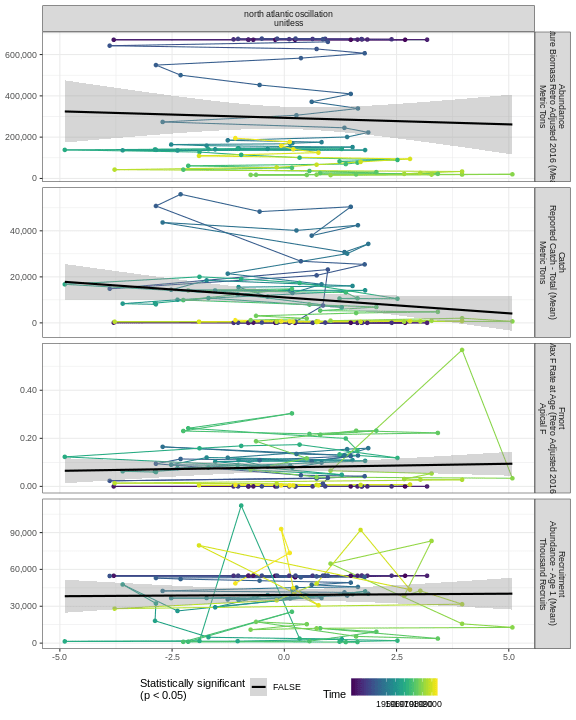 north atlantic oscillation
unitless
600,000
400,000
200,000
0
Abundance
Biomass Retro Adjusted 2016
Metric Tons
40,000
20,000
0
Catch
Reported Catch - Total (Mean)
Metric Tons
0.40
0.20
0.00
Fmort
F Rate at Age (Retro Adjusted 2016
Apical F
90,000
60,000
30,000
0
Recruitment
Abundance - Age 1 (Mean)
Thousand Recruits
-5.0
-2.5
0.0
2.5
5.0
Statistically significant
(p < 0.05)
FALSE
Time